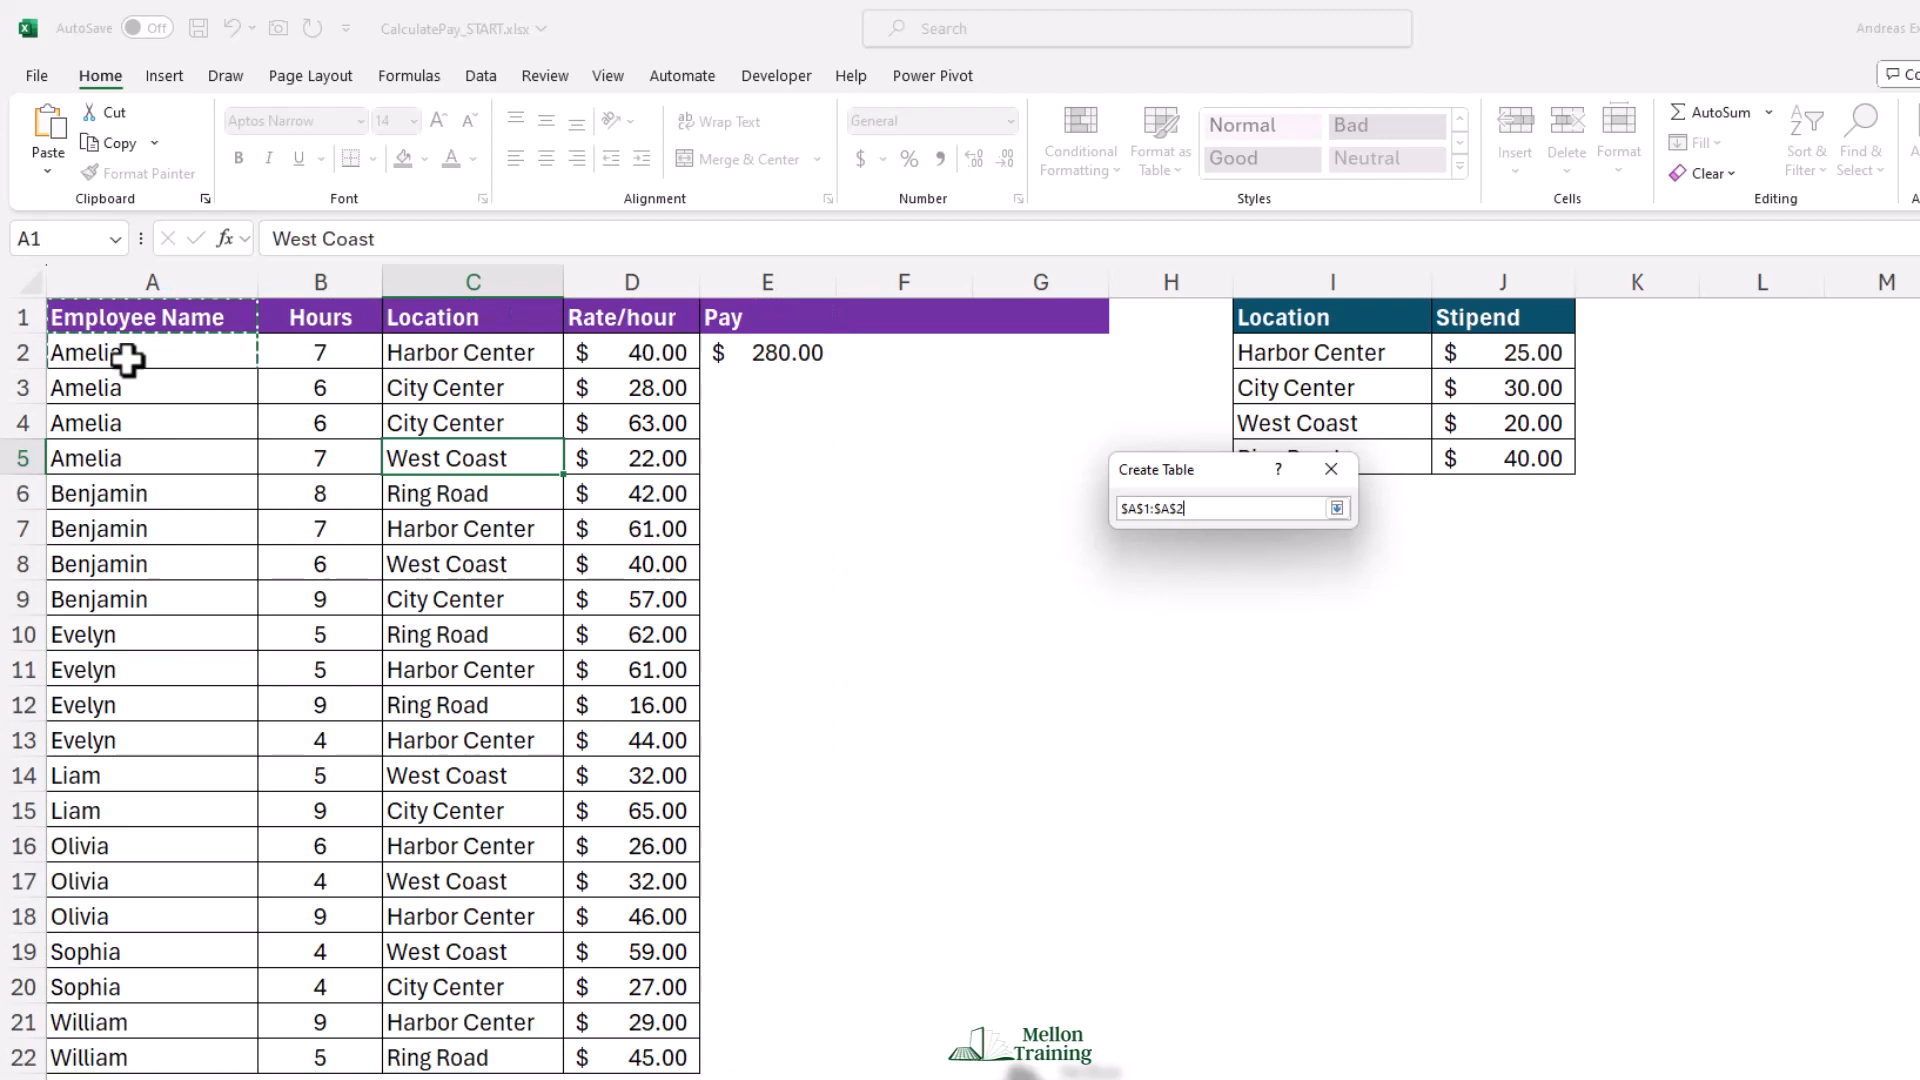 AutoSave Off CalculatePay_START.xlsx Search Andreas Ex
File Home Insert Draw Page Layout Formulas Data Review View Automate Developer Help Power Pivot Co
Paste Cut Copy Format Painter Clipboard
Aptos Narrow 14 B I U A Font
Wrap Text Merge & Center Alignment
General $ % Number
Conditional Formatting Format as Table Normal Bad Good Neutral Styles
Insert Delete Format Cells
AutoSum Fill Clear Sort & Filter Find & Select Editing
A1 fx West Coast
A B C D E F G H I J K L M
1 Employee Name Hours Location Rate/hour Pay Location Stipend
2 Amelia 7 Harbor Center $ 40.00 $ 280.00 Harbor Center $ 25.00
3 Amelia 6 City Center $ 28.00 City Center $ 30.00
4 Amelia 6 City Center $ 63.00 West Coast $ 20.00
5 Amelia 7 West Coast $ 22.00 $ 40.00
Create Table ?
$A$1:$A$2
6 Benjamin 8 Ring Road $ 42.00
7 Benjamin 7 Harbor Center $ 61.00
8 Benjamin 6 West Coast $ 40.00
9 Benjamin 9 City Center $ 57.00
10 Evelyn 5 Ring Road $ 62.00
11 Evelyn 5 Harbor Center $ 61.00
12 Evelyn 9 Ring Road $ 16.00
13 Evelyn 4 Harbor Center $ 44.00
14 Liam 5 West Coast $ 32.00
15 Liam 9 City Center $ 65.00
16 Olivia 6 Harbor Center $ 26.00
17 Olivia 4 West Coast $ 32.00
18 Olivia 9 Harbor Center $ 46.00
19 Sophia 4 West Coast $ 59.00
20 Sophia 4 City Center $ 27.00
21 William 9 Harbor Center $ 29.00
22 William 5 Ring Road $ 45.00
Mellon
Training